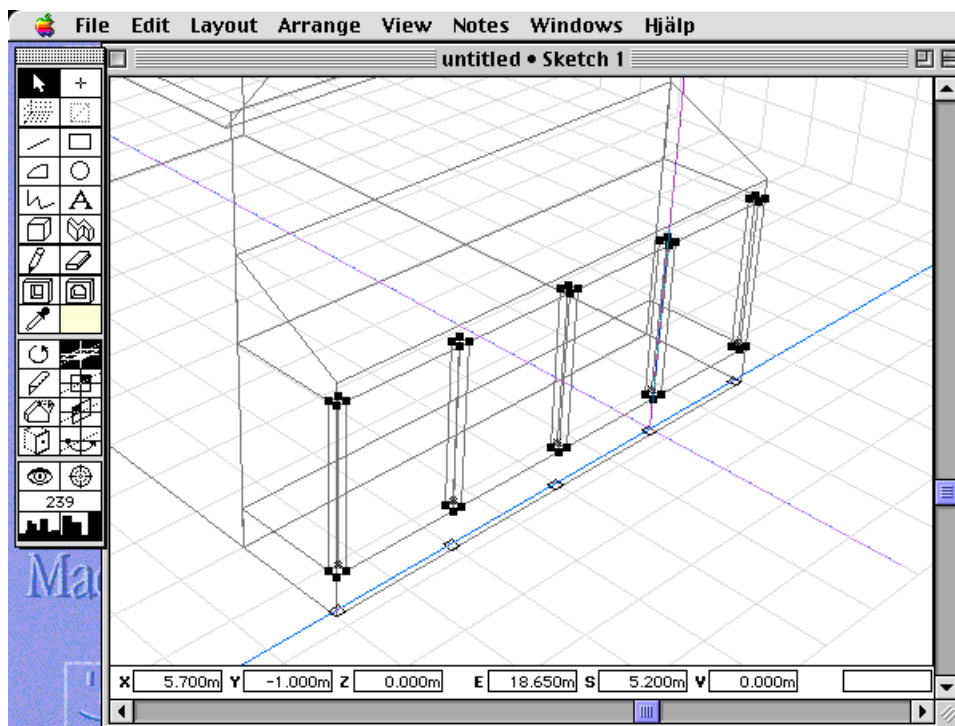 File Edit Layout Arrange View Notes Windows Hjälp
untitled • Sketch 1
A
239
Mac
X 5.700m Y -1.000m Z 0.000m E 18.650m S 5.200m V 0.000m